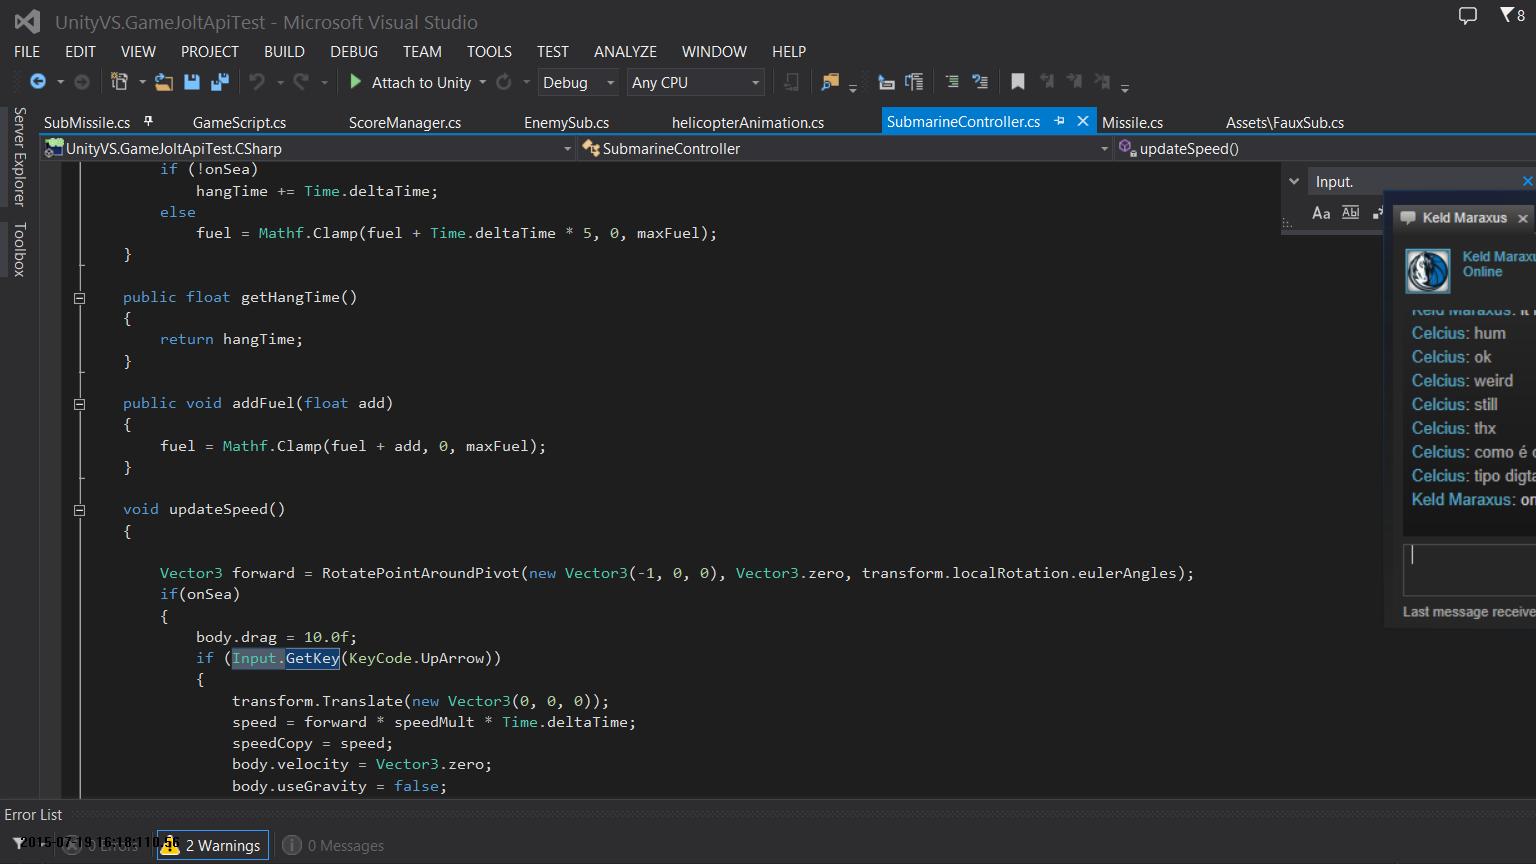 UnityVS.GameJoltApiTest - Microsoft Visual Studio
8
FILE EDIT VIEW PROJECT BUILD DEBUG TEAM TOOLS TEST ANALYZE WINDOW HELP
Attach to Unity Debug Any CPU
Server Explorer
Toolbox
SubMissile.cs GameScript.cs ScoreManager.cs EnemySub.cs helicopterAnimation.cs SubmarineController.cs Missile.cs Assets\FauxSub.cs
UnityVS.GameJoltApiTest.CSharp SubmarineController updateSpeed()
if (!onSea)
hangTime += Time.deltaTime;
else
fuel = Mathf.Clamp(fuel + Time.deltaTime * 5, 0, maxFuel);
}
public float getHangTime()
{
return hangTime;
}
public void addFuel(float add)
{
fuel = Mathf.Clamp(fuel + add, 0, maxFuel);
}
void updateSpeed()
{
Vector3 forward = RotatePointAroundPivot(new Vector3(-1, 0, 0), Vector3.zero, transform.localRotation.eulerAngles);
if(onSea)
{
body.drag = 10.0f;
if (Input.GetKey(KeyCode.UpArrow))
{
transform.Translate(new Vector3(0, 0, 0));
speed = forward * speedMult * Time.deltaTime;
speedCopy = speed;
body.velocity = Vector3.zero;
body.useGravity = false;
Input.
Aa Abl
Keld Maraxus
Keld Maraxu
Online
Keld Maraxus: it
Celcius: hum
Celcius: ok
Celcius: weird
Celcius: still
Celcius: thx
Celcius: como é
Celcius: tipo digta
Keld Maraxus: on
Last message receive
Error List
2015-07-19 16:18:110.56
0 Errors 2 Warnings 0 Messages